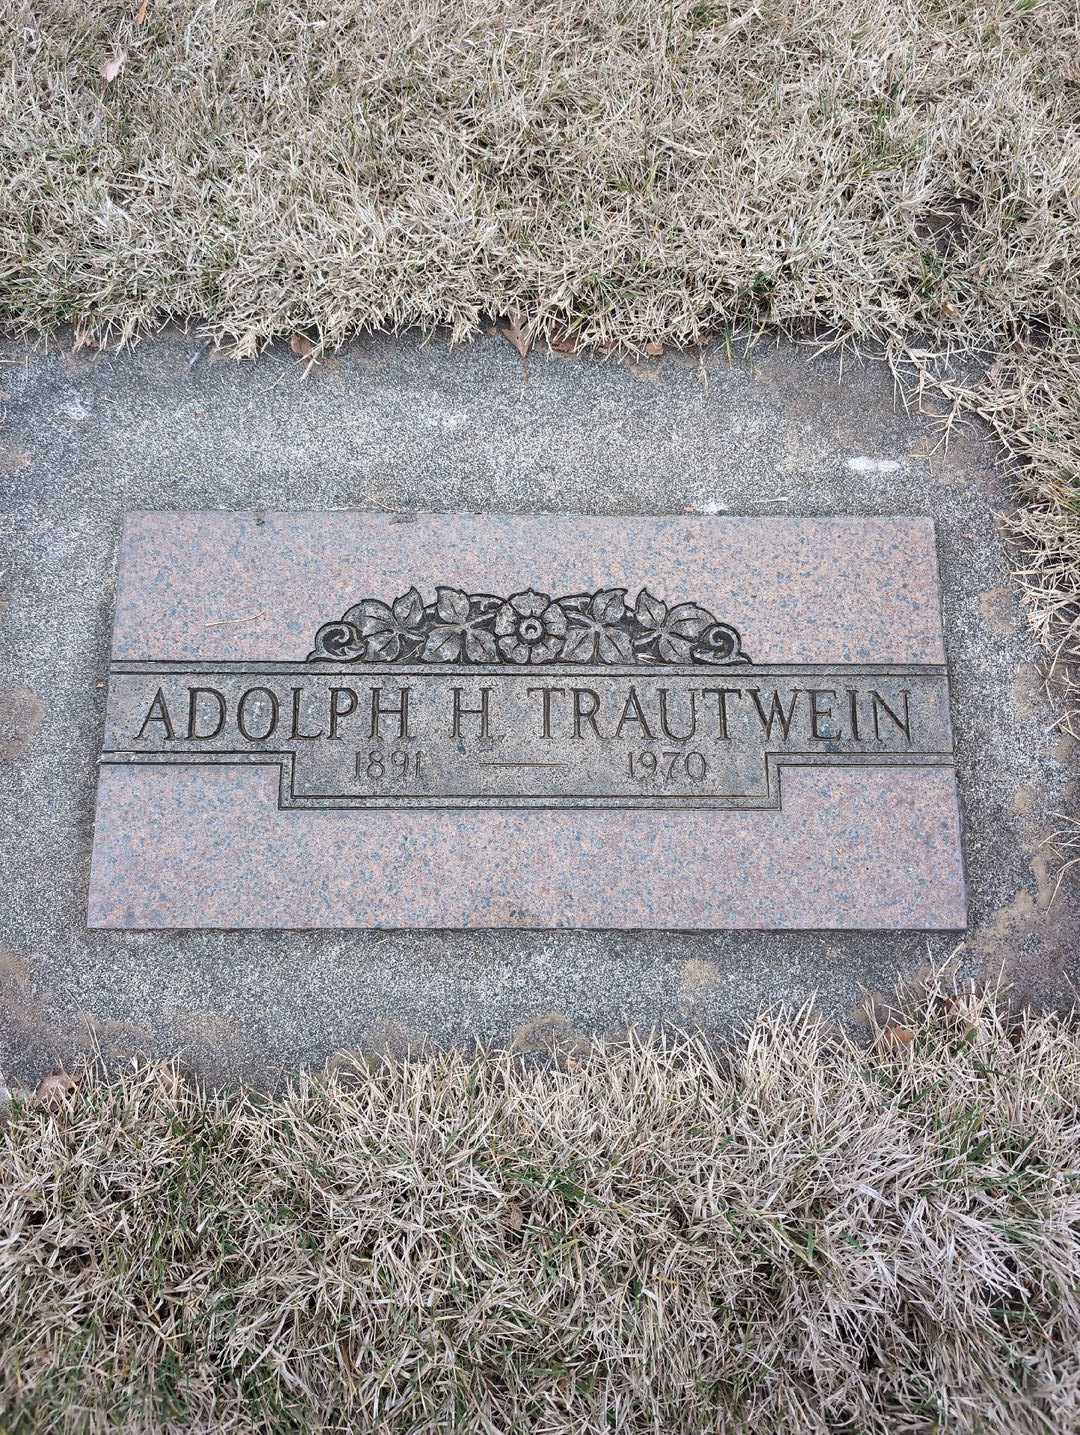 ADOLPH H. TRAUTWEIN
1891 — 1970